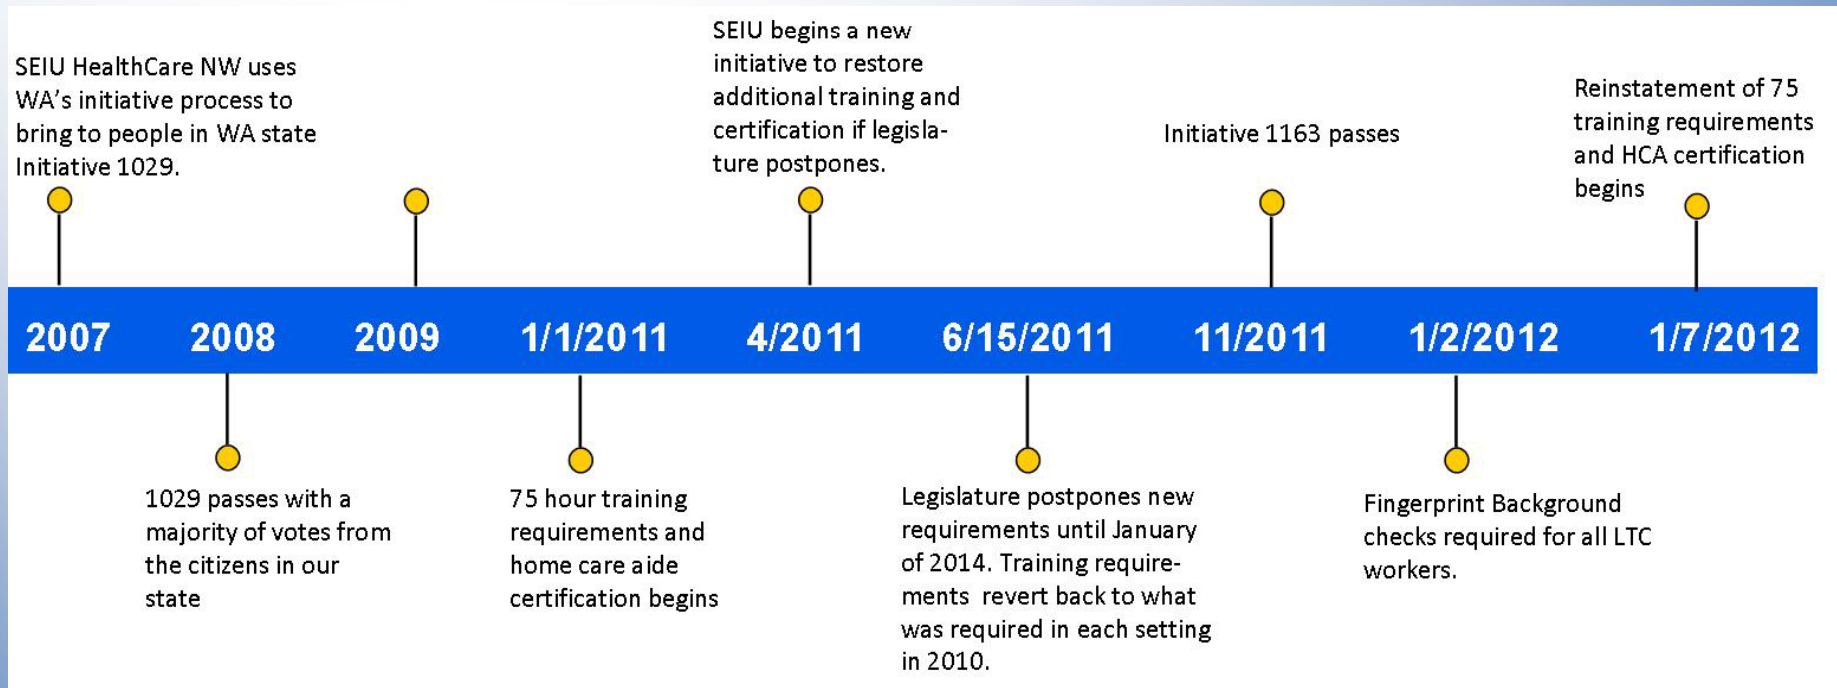 SEIU HealthCare NW uses
WA's initiative process to
bring to people in WA state
Initiative 1029.
SEIU begins a new
initiative to restore
additional training and
certification if legisla-
ture postpones.
Initiative 1163 passes
Reinstatement of 75
training requirements
and HCA certification
begins
2007 2008 2009 1/1/2011 4/2011 6/15/2011 11/2011 1/2/2012 1/7/2012
1029 passes with a
majority of votes from
the citizens in our
state
75 hour training
requirements and
home care aide
certification begins
Legislature postpones new
requirements until January
of 2014. Training require-
ments revert back to what
was required in each setting
in 2010.
Fingerprint Background
checks required for all LTC
workers.